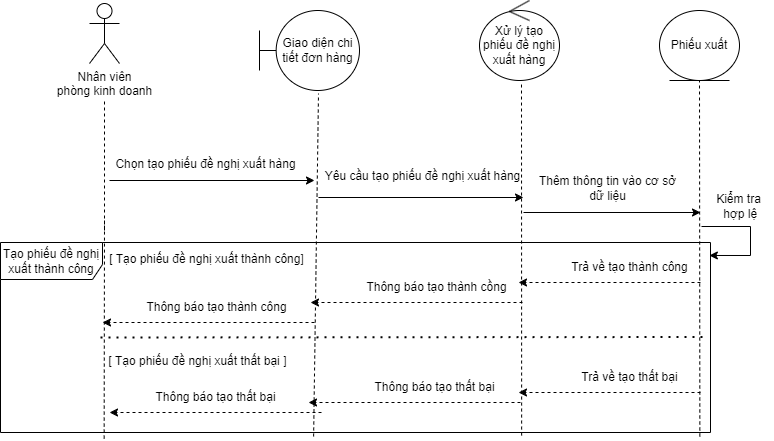 Nhân viên
phòng kinh doanh
Giao diện chi
tiết đơn hàng
Xử lý tạo
phiếu đề nghị
xuất hàng
Phiếu xuất
Chọn tạo phiếu đề nghị xuất hàng
Yêu cầu tạo phiếu đề nghị xuất hàng
Thêm thông tin vào cơ sở
dữ liệu
Kiểm tra
hợp lệ
Tạo phiếu đề nghị
xuất thành công
[ Tạo phiếu đề nghị xuất thành công]
Trả về tạo thành công
Thông báo tạo thành cồng
Thông báo tạo thành công
[ Tạo phiếu đề nghị xuất thất bại ]
Trả về tạo thất bại
Thông báo tạo thất bại
Thông báo tạo thất bại